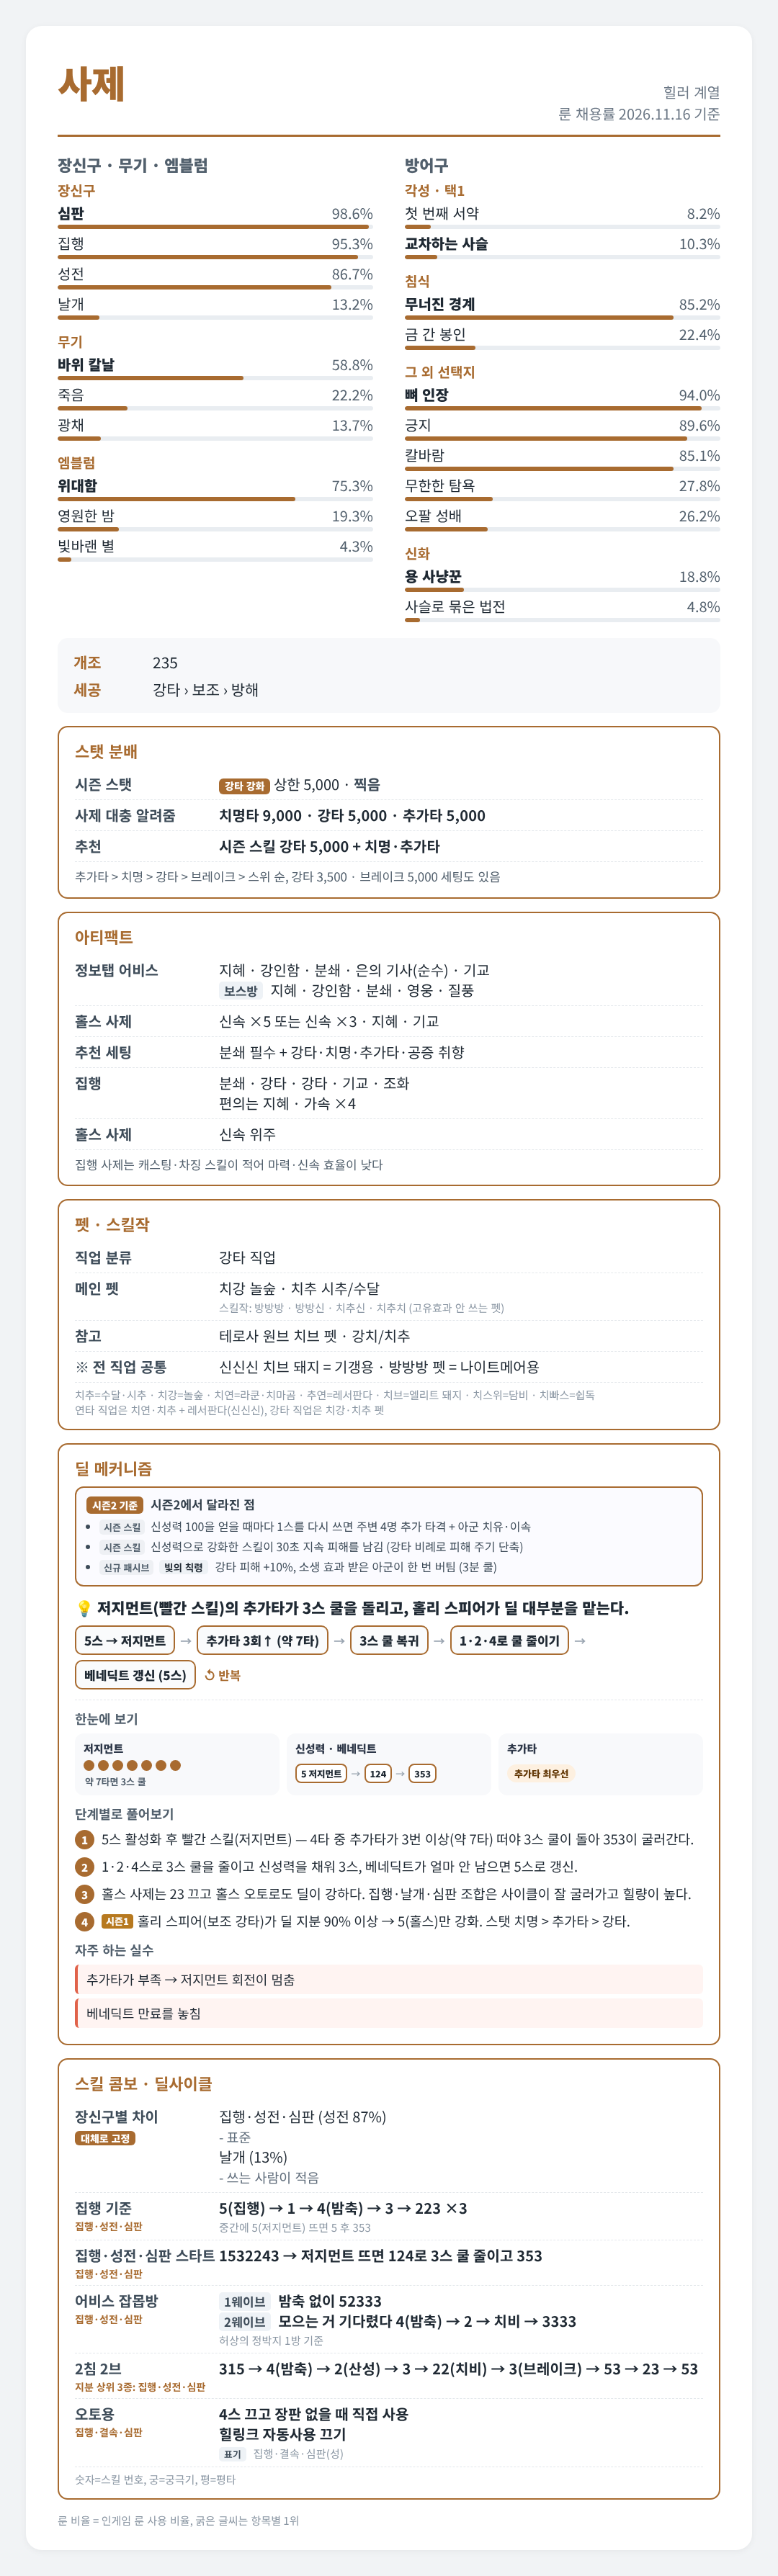 사제
힐러 계열
룬 채용률 2026.11.16 기준
장신구 · 무기 · 엠블럼
장신구
심판 98.6%
집행 95.3%
성전 86.7%
날개 13.2%
무기
바위 칼날 58.8%
죽음 22.2%
광채 13.7%
엠블럼
위대함 75.3%
영원한 밤 19.3%
빛바랜 별 4.3%
방어구
각성 · 택1
첫 번째 서약 8.2%
교차하는 사슬 10.3%
침식
무너진 경계 85.2%
금 간 봉인 22.4%
그 외 선택지
뼈 인장 94.0%
긍지 89.6%
칼바람 85.1%
무한한 탐욕 27.8%
오팔 성배 26.2%
신화
용 사냥꾼 18.8%
사슬로 묶은 법전 4.8%
개조 235
세공 강타 › 보조 › 방해
스탯 분배
시즌 스탯 강타 강화 상한 5,000 · 찍음
사제 대충 알려줌 치명타 9,000 · 강타 5,000 · 추가타 5,000
추천 시즌 스킬 강타 5,000 + 치명·추가타
추가타 > 치명 > 강타 > 브레이크 > 스위 순, 강타 3,500 · 브레이크 5,000 세팅도 있음
아티팩트
정보탭 어비스 지혜 · 강인함 · 분쇄 · 은의 기사(순수) · 기교
보스방 지혜 · 강인함 · 분쇄 · 영웅 · 질풍
홀스 사제 신속 ×5 또는 신속 ×3 · 지혜 · 기교
추천 세팅 분쇄 필수 + 강타·치명·추가타·공증 취향
집행 분쇄 · 강타 · 강타 · 기교 · 조화
편의는 지혜 · 가속 ×4
홀스 사제 신속 위주
집행 사제는 캐스팅·차징 스킬이 적어 마력·신속 효율이 낮다
펫 · 스킬작
직업 분류 강타 직업
메인 펫 치강 놀숲 · 치추 시추/수달
스킬작: 방방방 · 방방신 · 치추신 · 치추치 (고유효과 안 쓰는 펫)
참고 테로사 원브 치브 펫 · 강치/치추
※ 전 직업 공통 신신신 치브 돼지 = 기갱용 · 방방방 펫 = 나이트메어용
치추=수달·시추 · 치강=놀숲 · 치연=라쿤·치마곰 · 추연=레서판다 · 치브=엘리트 돼지 · 치스위=담비 · 치빠스=쉽독
연타 직업은 치연·치추 + 레서판다(신신신), 강타 직업은 치강·치추 펫
딜 메커니즘
시즌2 기준 시즌2에서 달라진 점
• 시즌 스킬 신성력 100을 얻을 때마다 1스를 다시 쓰면 주변 4명 추가 타격 + 아군 치유·이속
• 시즌 스킬 신성력으로 강화한 스킬이 30초 지속 피해를 남김 (강타 비례로 피해 주기 단축)
• 신규 패시브 빛의 칙령 강타 피해 +10%, 소생 효과 받은 아군이 한 번 버팀 (3분 쿨)
💡 저지먼트(빨간 스킬)의 추가타가 3스 쿨을 돌리고, 홀리 스피어가 딜 대부분을 맡는다.
5스 → 저지먼트 → 추가타 3회↑ (약 7타) → 3스 쿨 복귀 → 1·2·4로 쿨 줄이기 →
베네딕트 갱신 (5스) ↺ 반복
한눈에 보기
저지먼트
약 7타면 3스 쿨
신성력 · 베네딕트
5 저지먼트 → 124 → 353
추가타
추가타 최우선
단계별로 풀어보기
1 5스 활성화 후 빨간 스킬(저지먼트) — 4타 중 추가타가 3번 이상(약 7타) 떠야 3스 쿨이 돌아 353이 굴러간다.
2 1·2·4스로 3스 쿨을 줄이고 신성력을 채워 3스, 베네딕트가 얼마 안 남으면 5스로 갱신.
3 홀스 사제는 23 끄고 홀스 오토로도 딜이 강하다. 집행·날개·심판 조합은 사이클이 잘 굴러가고 힐량이 높다.
4 시즌1 홀리 스피어(보조 강타)가 딜 지분 90% 이상 → 5(홀스)만 강화. 스탯 치명 > 추가타 > 강타.
자주 하는 실수
추가타가 부족 → 저지먼트 회전이 멈춤
베네딕트 만료를 놓침
스킬 콤보 · 딜사이클
장신구별 차이 집행·성전·심판 (성전 87%)
대체로 고정 - 표준
날개 (13%)
- 쓰는 사람이 적음
집행 기준 5(집행) → 1 → 4(밤축) → 3 → 223 ×3
집행·성전·심판 중간에 5(저지먼트) 뜨면 5 후 353
집행·성전·심판 스타트 1532243 → 저지먼트 뜨면 124로 3스 쿨 줄이고 353
집행·성전·심판
어비스 잡몹방 1웨이브 밤축 없이 52333
집행·성전·심판 2웨이브 모으는 거 기다렸다 4(밤축) → 2 → 치비 → 3333
허상의 정박지 1방 기준
2침 2브 315 → 4(밤축) → 2(산성) → 3 → 22(치비) → 3(브레이크) → 53 → 23 → 53
지분 상위 3종: 집행·성전·심판
오토용 4스 끄고 장판 없을 때 직접 사용
집행·결속·심판 힐링크 자동사용 끄기
표기 집행·결속·심판(성)
숫자=스킬 번호, 궁=궁극기, 평=평타
룬 비율 = 인게임 룬 사용 비율, 굵은 글씨는 항목별 1위